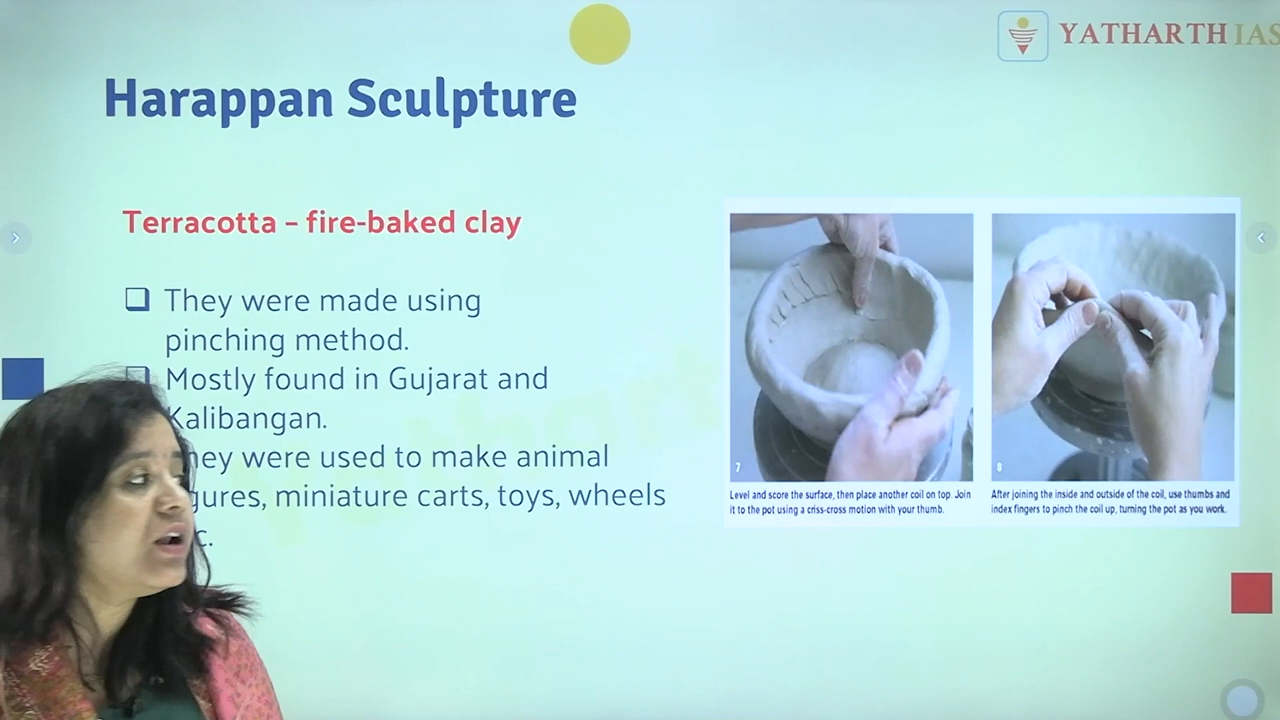 YATHARTH IAS
Harappan Sculpture
Terracotta – fire-baked clay
They were made using
pinching method.
Mostly found in Gujarat and
Kalibangan.
hey were used to make animal
gures, miniature carts, toys, wheels
c.
7
Level and score the surface, then place another coil on top. Join
it to the pot using a criss-cross motion with your thumb.
8
After joining the inside and outside of the coil, use thumbs and
index fingers to pinch the coil up, turning the pot as you work.